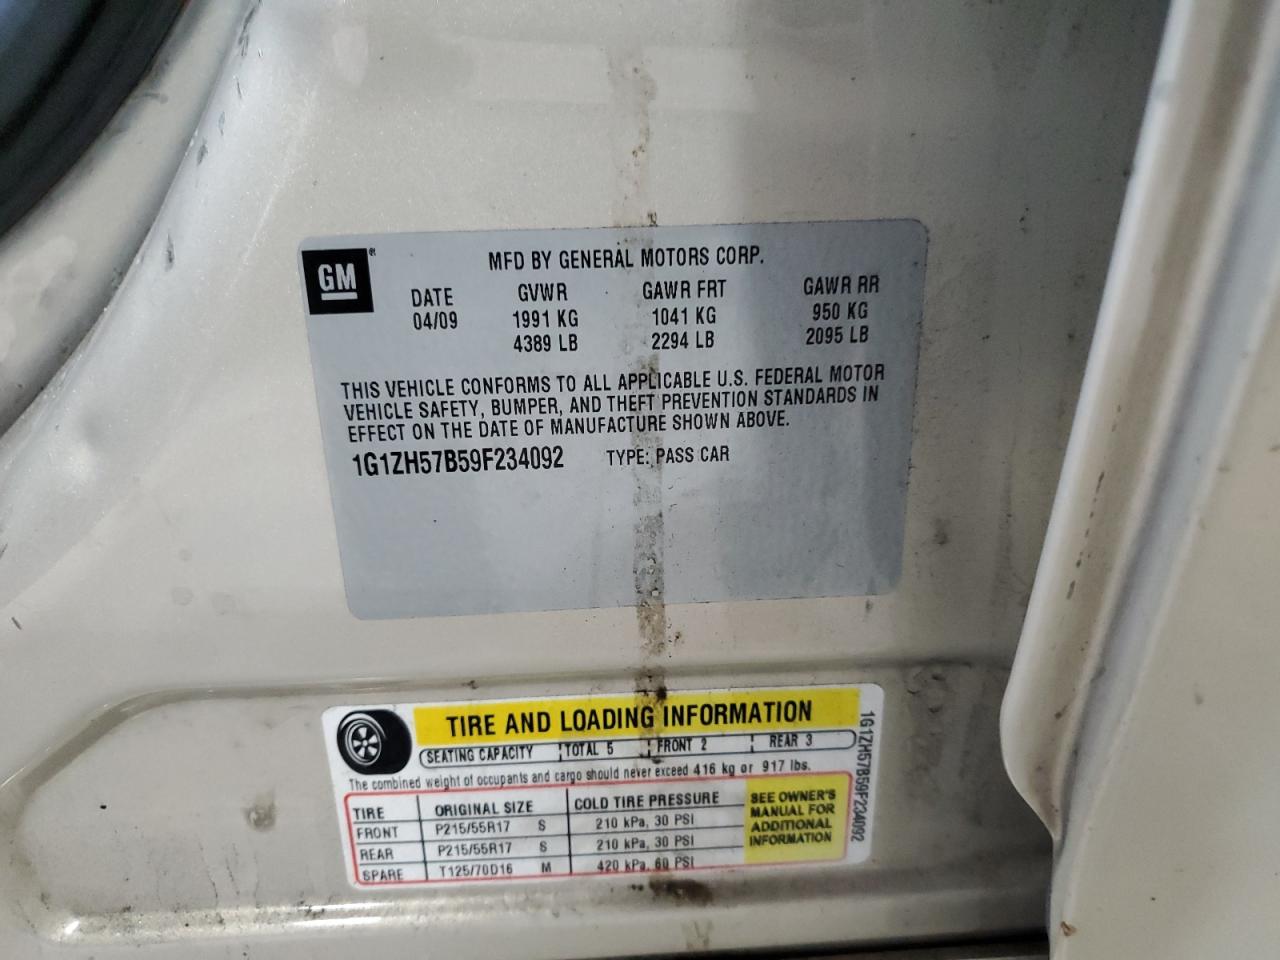 GM ®
MFD BY GENERAL MOTORS CORP.
DATE GVWR GAWR FRT GAWR RR
04/09 1991 KG 1041 KG 950 KG
4389 LB 2294 LB 2095 LB
THIS VEHICLE CONFORMS TO ALL APPLICABLE U.S. FEDERAL MOTOR
VEHICLE SAFETY, BUMPER, AND THEFT PREVENTION STANDARDS IN
EFFECT ON THE DATE OF MANUFACTURE SHOWN ABOVE.
1G1ZH57B59F234092 TYPE: PASS CAR
TIRE AND LOADING INFORMATION
SEATING CAPACITY TOTAL 5 FRONT 2 REAR 3
The combined weight of occupants and cargo should never exceed 416 kg or 917 lbs.
TIRE ORIGINAL SIZE COLD TIRE PRESSURE
FRONT P215/55R17 S 210 kPa, 30 PSI
REAR P215/55R17 S 210 kPa, 30 PSI
SPARE T125/70D16 M 420 kPa, 60 PSI
SEE OWNER'S
MANUAL FOR
ADDITIONAL
INFORMATION
1G1ZH57B59F234092